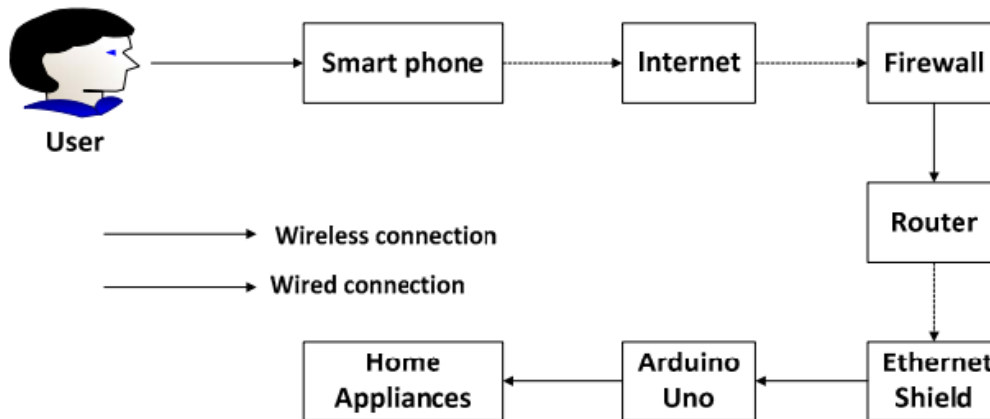 Smart phone
Internet
Firewall
User
Router
Wireless connection
Wired connection
Home
Appliances
Arduino
Uno
Ethernet
Shield